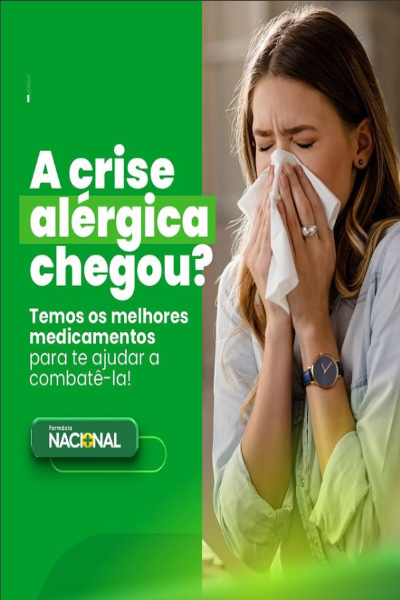 A crise
alérgica
chegou?
Temos os melhores
medicamentos
para te ajudar a
combatê-la!
Farmácia
NACIONAL